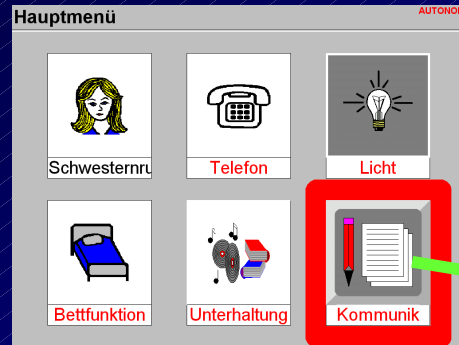 Hauptmenü
AUTONO
Schwesternru
Telefon
Licht
Bettfunktion
Unterhaltung
Kommunik